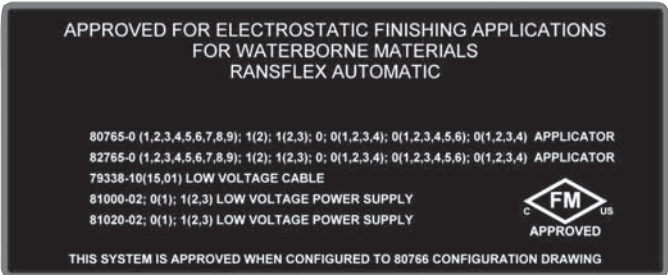 APPROVED FOR ELECTROSTATIC FINISHING APPLICATIONS
FOR WATERBORNE MATERIALS
RANSFLEX AUTOMATIC
80765-0 (1,2,3,4,5,6,7,8,9); 1(2); 1(2,3); 0; 0(1,2,3,4); 0(1,2,3,4,5,6); 0(1,2,3,4) APPLICATOR
82765-0 (1,2,3,4,5,6,7,8,9); 1(2); 1(2,3); 0; 0(1,2,3,4); 0(1,2,3,4,5,6); 0(1,2,3,4) APPLICATOR
79338-10(15,01) LOW VOLTAGE CABLE
81000-02; 0(1); 1(2,3) LOW VOLTAGE POWER SUPPLY
81020-02; 0(1); 1(2,3) LOW VOLTAGE POWER SUPPLY
C FM US
APPROVED
THIS SYSTEM IS APPROVED WHEN CONFIGURED TO 80766 CONFIGURATION DRAWING